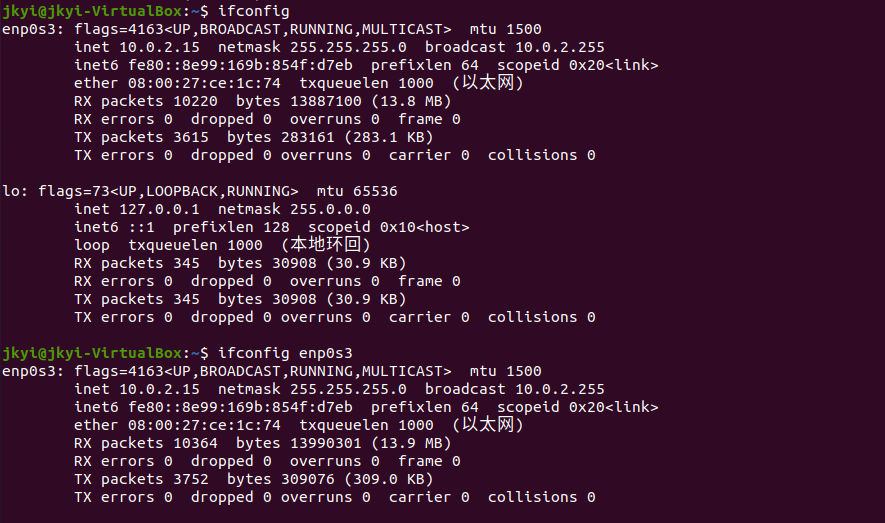 jkyi@jkyi-VirtualBox:~$ ifconfig
enp0s3: flags=4163<UP,BROADCAST,RUNNING,MULTICAST>  mtu 1500
        inet 10.0.2.15  netmask 255.255.255.0  broadcast 10.0.2.255
        inet6 fe80::8e99:169b:854f:d7eb  prefixlen 64  scopeid 0x20<link>
        ether 08:00:27:ce:1c:74  txqueuelen 1000  (以太网)
        RX packets 10220  bytes 13887100 (13.8 MB)
        RX errors 0  dropped 0  overruns 0  frame 0
        TX packets 3615  bytes 283161 (283.1 KB)
        TX errors 0  dropped 0 overruns 0  carrier 0  collisions 0

lo: flags=73<UP,LOOPBACK,RUNNING>  mtu 65536
        inet 127.0.0.1  netmask 255.0.0.0
        inet6 ::1  prefixlen 128  scopeid 0x10<host>
        loop  txqueuelen 1000  (本地环回)
        RX packets 345  bytes 30908 (30.9 KB)
        RX errors 0  dropped 0  overruns 0  frame 0
        TX packets 345  bytes 30908 (30.9 KB)
        TX errors 0  dropped 0 overruns 0  carrier 0  collisions 0

jkyi@jkyi-VirtualBox:~$ ifconfig enp0s3
enp0s3: flags=4163<UP,BROADCAST,RUNNING,MULTICAST>  mtu 1500
        inet 10.0.2.15  netmask 255.255.255.0  broadcast 10.0.2.255
        inet6 fe80::8e99:169b:854f:d7eb  prefixlen 64  scopeid 0x20<link>
        ether 08:00:27:ce:1c:74  txqueuelen 1000  (以太网)
        RX packets 10364  bytes 13990301 (13.9 MB)
        RX errors 0  dropped 0  overruns 0  frame 0
        TX packets 3752  bytes 309076 (309.0 KB)
        TX errors 0  dropped 0 overruns 0  carrier 0  collisions 0